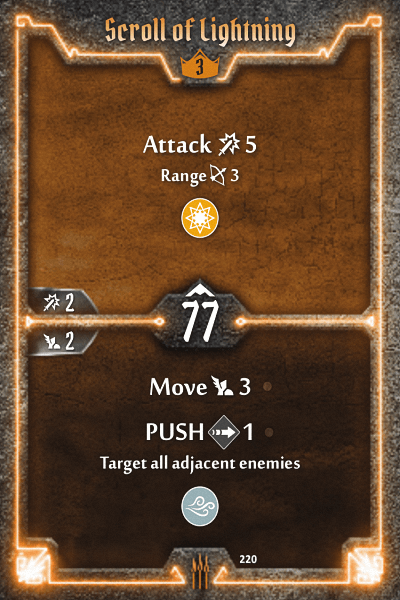 Scroll of Lightning
3
Attack 5
Range 3
2
77
2
Move 3
PUSH 1
Target all adjacent enemies
220